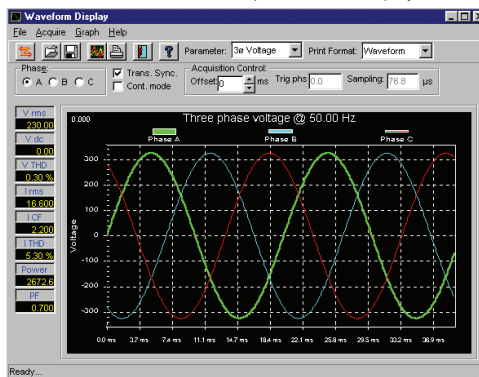 Waveform Display
File Acquire Graph Help
Parameter: 3ø Voltage Print Format: Waveform
Phase: A B C
Trans. Sync.
Cont. mode
Acquisition Control:
Offset: 0 ms Trig phs 0.0 Sampling: 76.8 µs
V rms
230.00
V dc
0.00
V THD
0.30 %
I rms
16.600
I CF
2.200
I THD
5.30 %
Power
2672.6
PF
0.700
0.000
Three phase voltage @ 50.00 Hz
Phase A Phase B Phase C
Voltage
300
200
100
0
-100
-200
-300
0.0 ms 3.7 ms 7.4 ms 11.1 ms 14.7 ms 18.4 ms 22.1 ms 25.8 ms 29.5 ms 33.2 ms 36.9 ms
Ready...